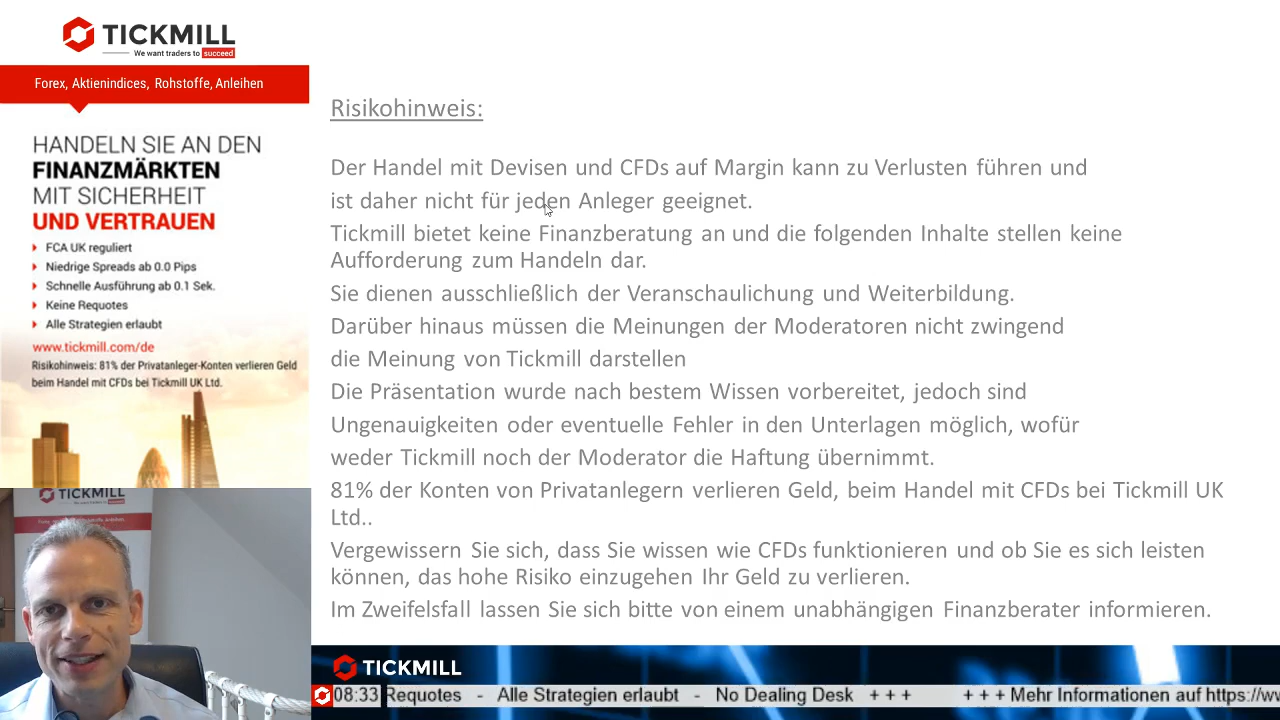 TICKMILL
We want traders to succeed
Forex, Aktienindices, Rohstoffe, Anleihen
HANDELN SIE AN DEN
FINANZMÄRKTEN
MIT SICHERHEIT
UND VERTRAUEN
FCA UK reguliert
Niedrige Spreads ab 0.0 Pips
Schnelle Ausführung ab 0.1 Sek.
Keine Requotes
Alle Strategien erlaubt
www.tickmill.com/de
Risikohinweis: 81% der Privatanleger-Konten verlieren Geld
beim Handel mit CFDs bei Tickmill UK Ltd.
TICKMILL
Risikohinweis:
Der Handel mit Devisen und CFDs auf Margin kann zu Verlusten führen und
ist daher nicht für jeden Anleger geeignet.
Tickmill bietet keine Finanzberatung an und die folgenden Inhalte stellen keine
Aufforderung zum Handeln dar.
Sie dienen ausschließlich der Veranschaulichung und Weiterbildung.
Darüber hinaus müssen die Meinungen der Moderatoren nicht zwingend
die Meinung von Tickmill darstellen
Die Präsentation wurde nach bestem Wissen vorbereitet, jedoch sind
Ungenauigkeiten oder eventuelle Fehler in den Unterlagen möglich, wofür
weder Tickmill noch der Moderator die Haftung übernimmt.
81% der Konten von Privatanlegern verlieren Geld, beim Handel mit CFDs bei Tickmill UK
Ltd..
Vergewissern Sie sich, dass Sie wissen wie CFDs funktionieren und ob Sie es sich leisten
können, das hohe Risiko einzugehen Ihr Geld zu verlieren.
Im Zweifelsfall lassen Sie sich bitte von einem unabhängigen Finanzberater informieren.
TICKMILL
08:33 Requotes - Alle Strategien erlaubt - No Dealing Desk + + + + + + Mehr Informationen auf https://w